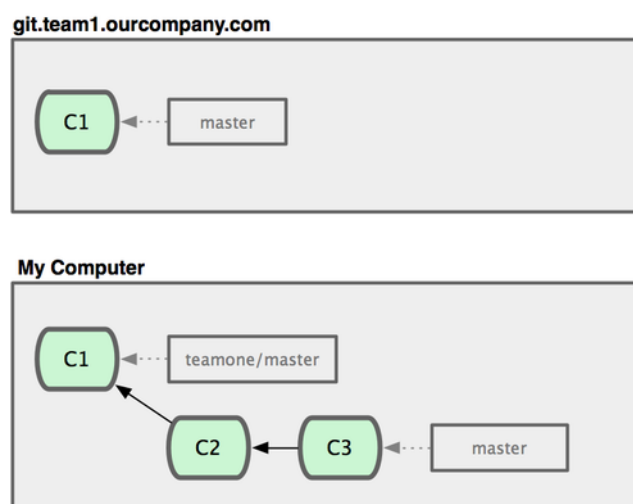 git.team1.ourcompany.com
C1 master
My Computer
C1 teamone/master
C2 C3 master